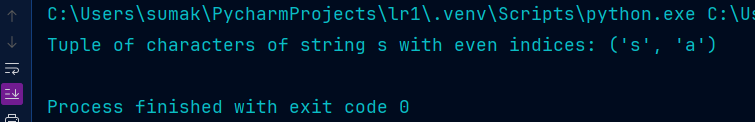 C:\Users\sumak\PycharmProjects\lr1\.venv\Scripts\python.exe C:\Us
Tuple of characters of string s with even indices: ('s', 'a')
Process finished with exit code 0